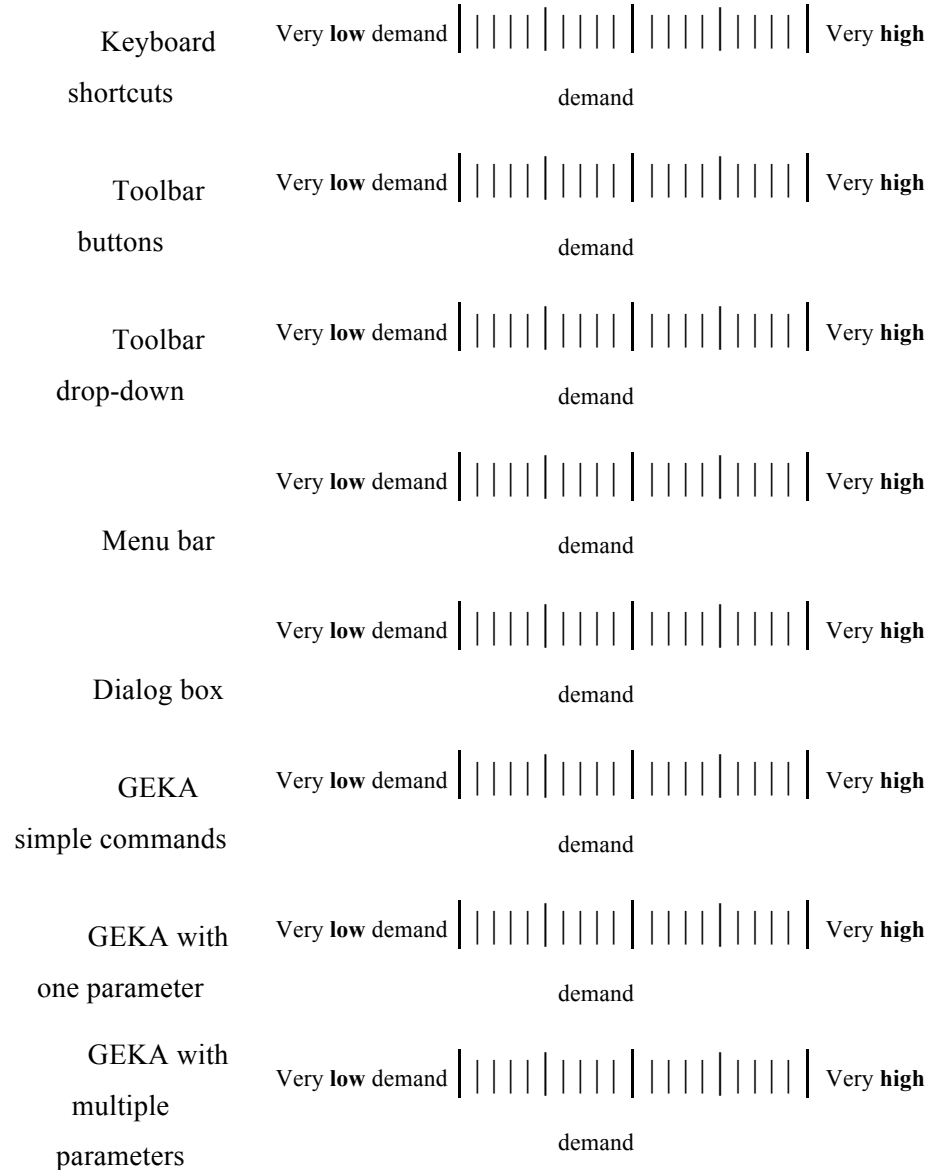 Keyboard
shortcuts
Very low demand Very high
demand
Toolbar
buttons
Very low demand Very high
demand
Toolbar
drop-down
Very low demand Very high
demand
Menu bar
Very low demand Very high
demand
Dialog box
Very low demand Very high
demand
GEKA
simple commands
Very low demand Very high
demand
GEKA with
one parameter
Very low demand Very high
demand
GEKA with
multiple
parameters
Very low demand Very high
demand